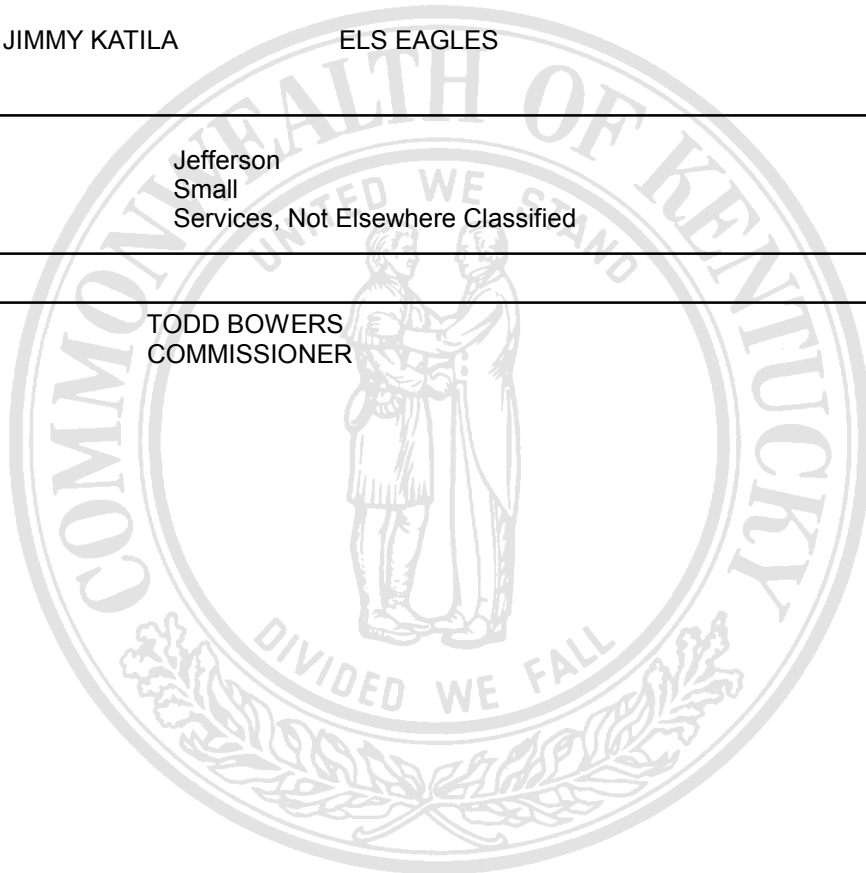 JIMMY KATILA ELS EAGLES
Jefferson
Small
Services, Not Elsewhere Classified
TODD BOWERS
COMMISSIONER
COMMONWEALTH OF KENTUCKY
UNITED WE STAND
DIVIDED WE FALL